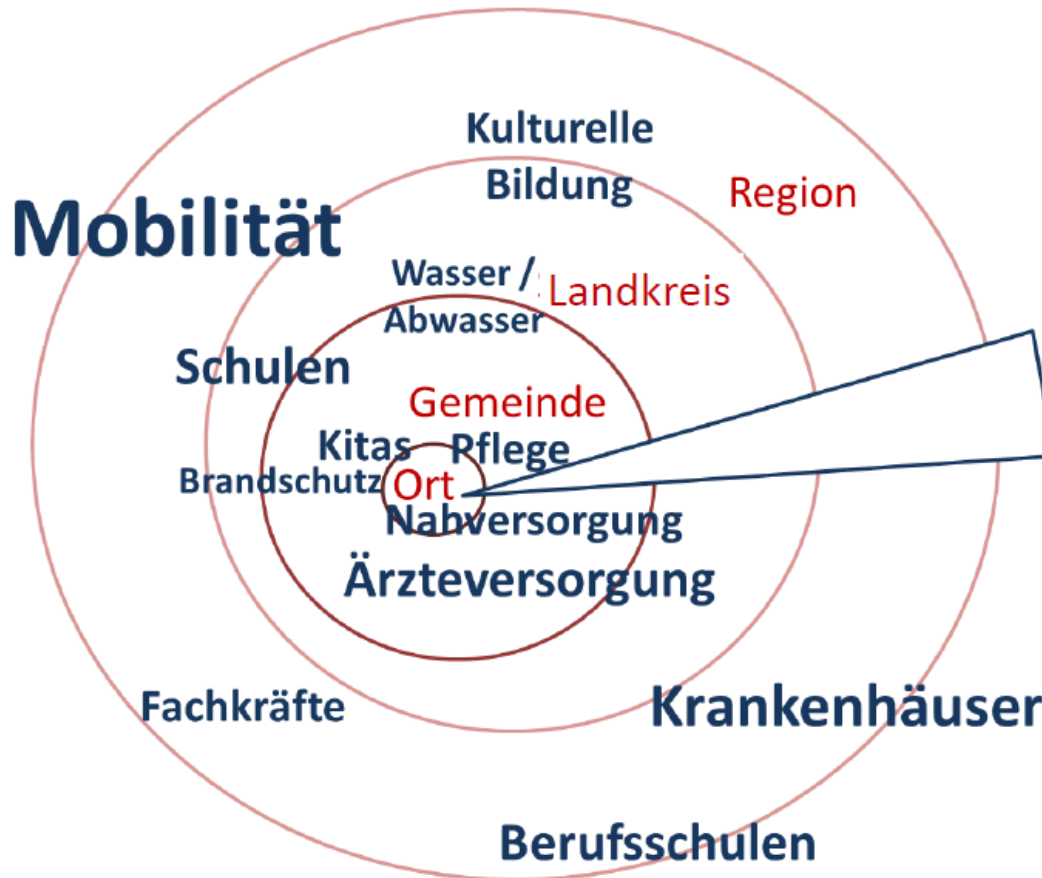 Kulturelle
Bildung
Region
Mobilität
Wasser /
Landkreis
Abwasser
Schulen
Gemeinde
Kitas
Pflege
Brandschutz
Ort
Nahversorgung
Ärzteversorgung
Fachkräfte
Krankenhäuser
Berufsschulen